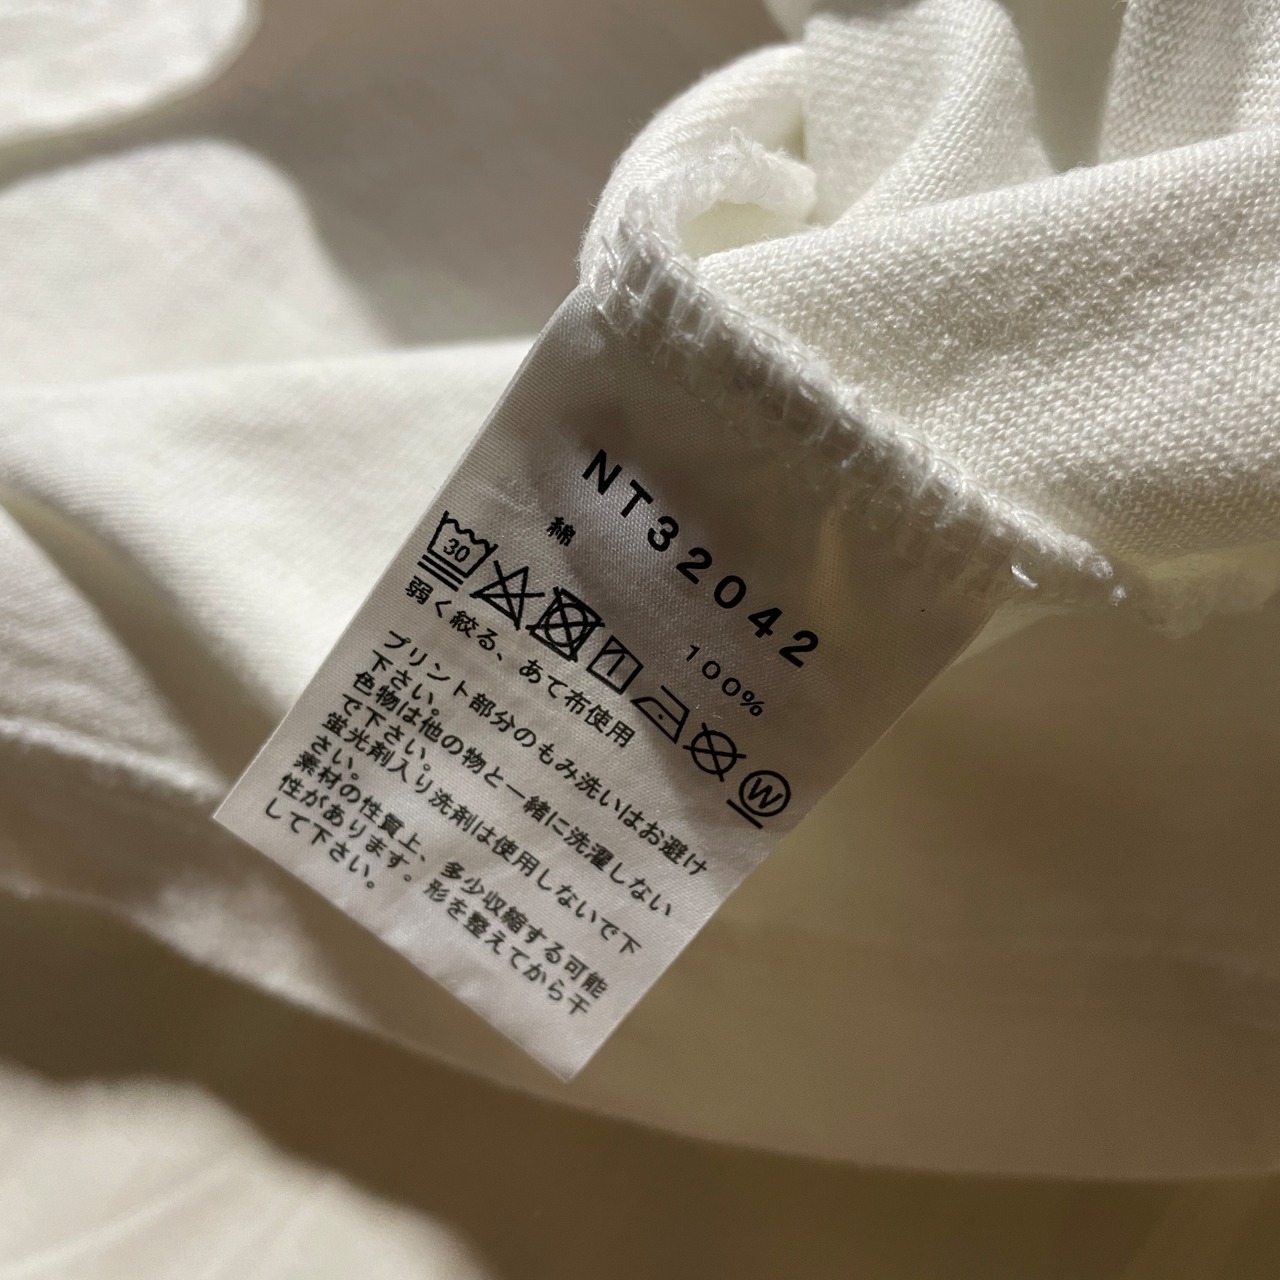 NT32042
綿 100%
30 W
弱く絞る、あて布使用
プリント部分のもみ洗いはお避け
下さい。
色物は他の物と一緒に洗濯しない
で下さい。
蛍光剤入り洗剤は使用しないで下
さい。
素材の性質上、多少収縮する可能
性があります。形を整えてから干
して下さい。